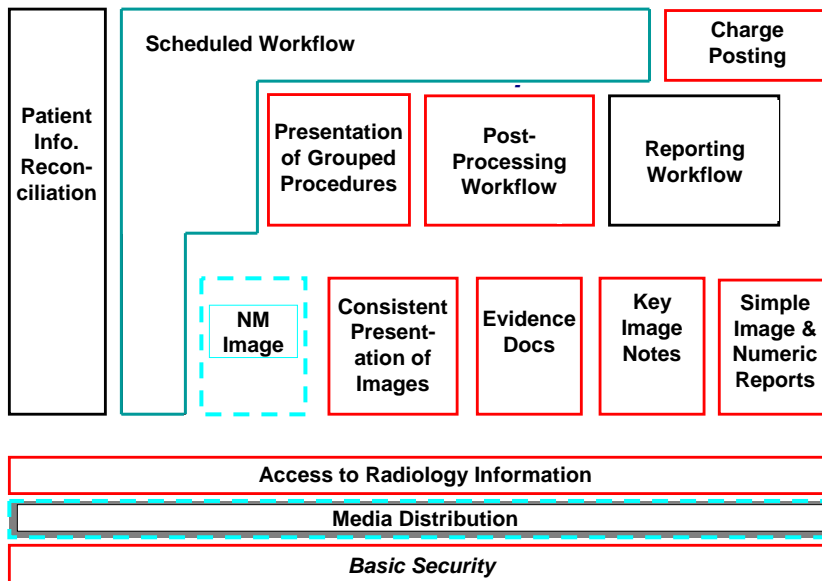 Scheduled Workflow
Charge
Posting
Patient
Info.
Recon-
ciliation
Presentation
of Grouped
Procedures
Post-
Processing
Workflow
Reporting
Workflow
NM
Image
Consistent
Present-
ation of
Images
Evidence
Docs
Key
Image
Notes
Simple
Image &
Numeric
Reports
Access to Radiology Information
Media Distribution
Basic Security